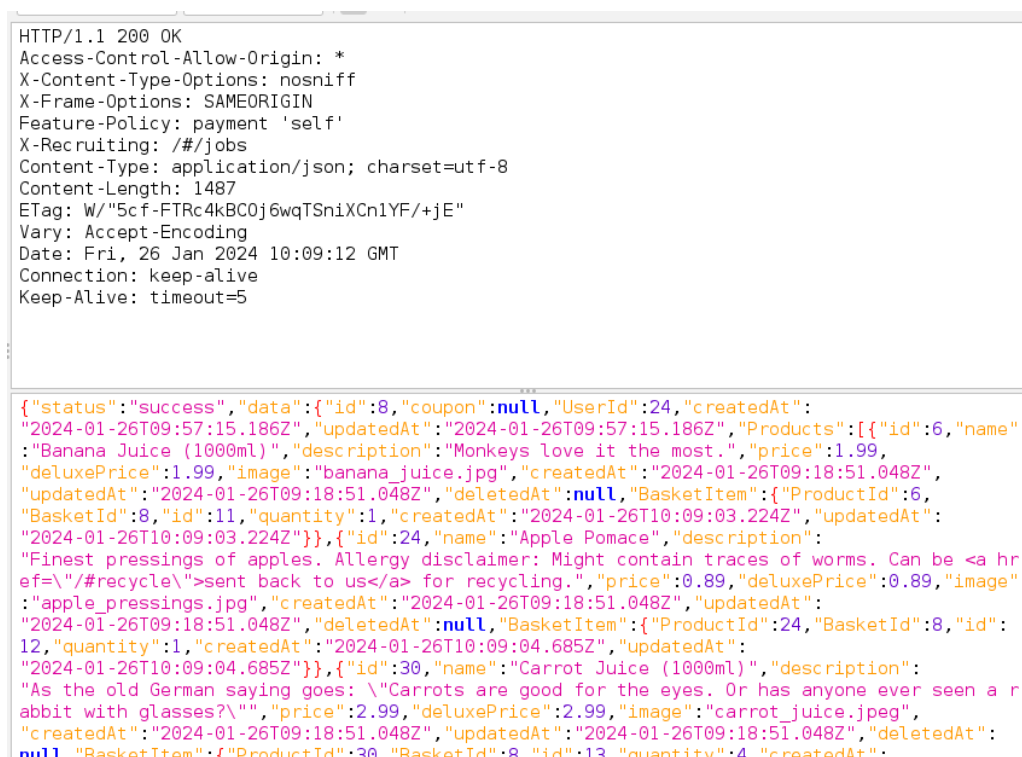 HTTP/1.1 200 OK
Access-Control-Allow-Origin: *
X-Content-Type-Options: nosniff
X-Frame-Options: SAMEORIGIN
Feature-Policy: payment 'self'
X-Recruiting: /#/jobs
Content-Type: application/json; charset=utf-8
Content-Length: 1487
ETag: W/"5cf-FTRc4kBCOj6wqTSniXCn1YF/+jE"
Vary: Accept-Encoding
Date: Fri, 26 Jan 2024 10:09:12 GMT
Connection: keep-alive
Keep-Alive: timeout=5
{"status":"success","data":{"id":8,"coupon":null,"UserId":24,"createdAt":
"2024-01-26T09:57:15.186Z","updatedAt":"2024-01-26T09:57:15.186Z","Products":[{"id":6,"name"
:"Banana Juice (1000ml)","description":"Monkeys love it the most.","price":1.99,
"deluxePrice":1.99,"image":"banana_juice.jpg","createdAt":"2024-01-26T09:18:51.048Z",
"updatedAt":"2024-01-26T09:18:51.048Z","deletedAt":null,"BasketItem":{"ProductId":6,
"BasketId":8,"id":11,"quantity":1,"createdAt":"2024-01-26T10:09:03.224Z","updatedAt":
"2024-01-26T10:09:03.224Z"}},{"id":24,"name":"Apple Pomace","description":
"Finest pressings of apples. Allergy disclaimer: Might contain traces of worms. Can be <a hr
ef=\"/#recycle\">sent back to us</a> for recycling.","price":0.89,"deluxePrice":0.89,"image"
:"apple_pressings.jpg","createdAt":"2024-01-26T09:18:51.048Z","updatedAt":
"2024-01-26T09:18:51.048Z","deletedAt":null,"BasketItem":{"ProductId":24,"BasketId":8,"id":
12,"quantity":1,"createdAt":"2024-01-26T10:09:04.685Z","updatedAt":
"2024-01-26T10:09:04.685Z"}},{"id":30,"name":"Carrot Juice (1000ml)","description":
"As the old German saying goes: \"Carrots are good for the eyes. Or has anyone ever seen a r
abbit with glasses?\"","price":2.99,"deluxePrice":2.99,"image":"carrot_juice.jpeg",
"createdAt":"2024-01-26T09:18:51.048Z","updatedAt":"2024-01-26T09:18:51.048Z","deletedAt":
null,"BasketItem":{"ProductId":30,"BasketId":8,"id":13,"quantity":4,"createdAt":